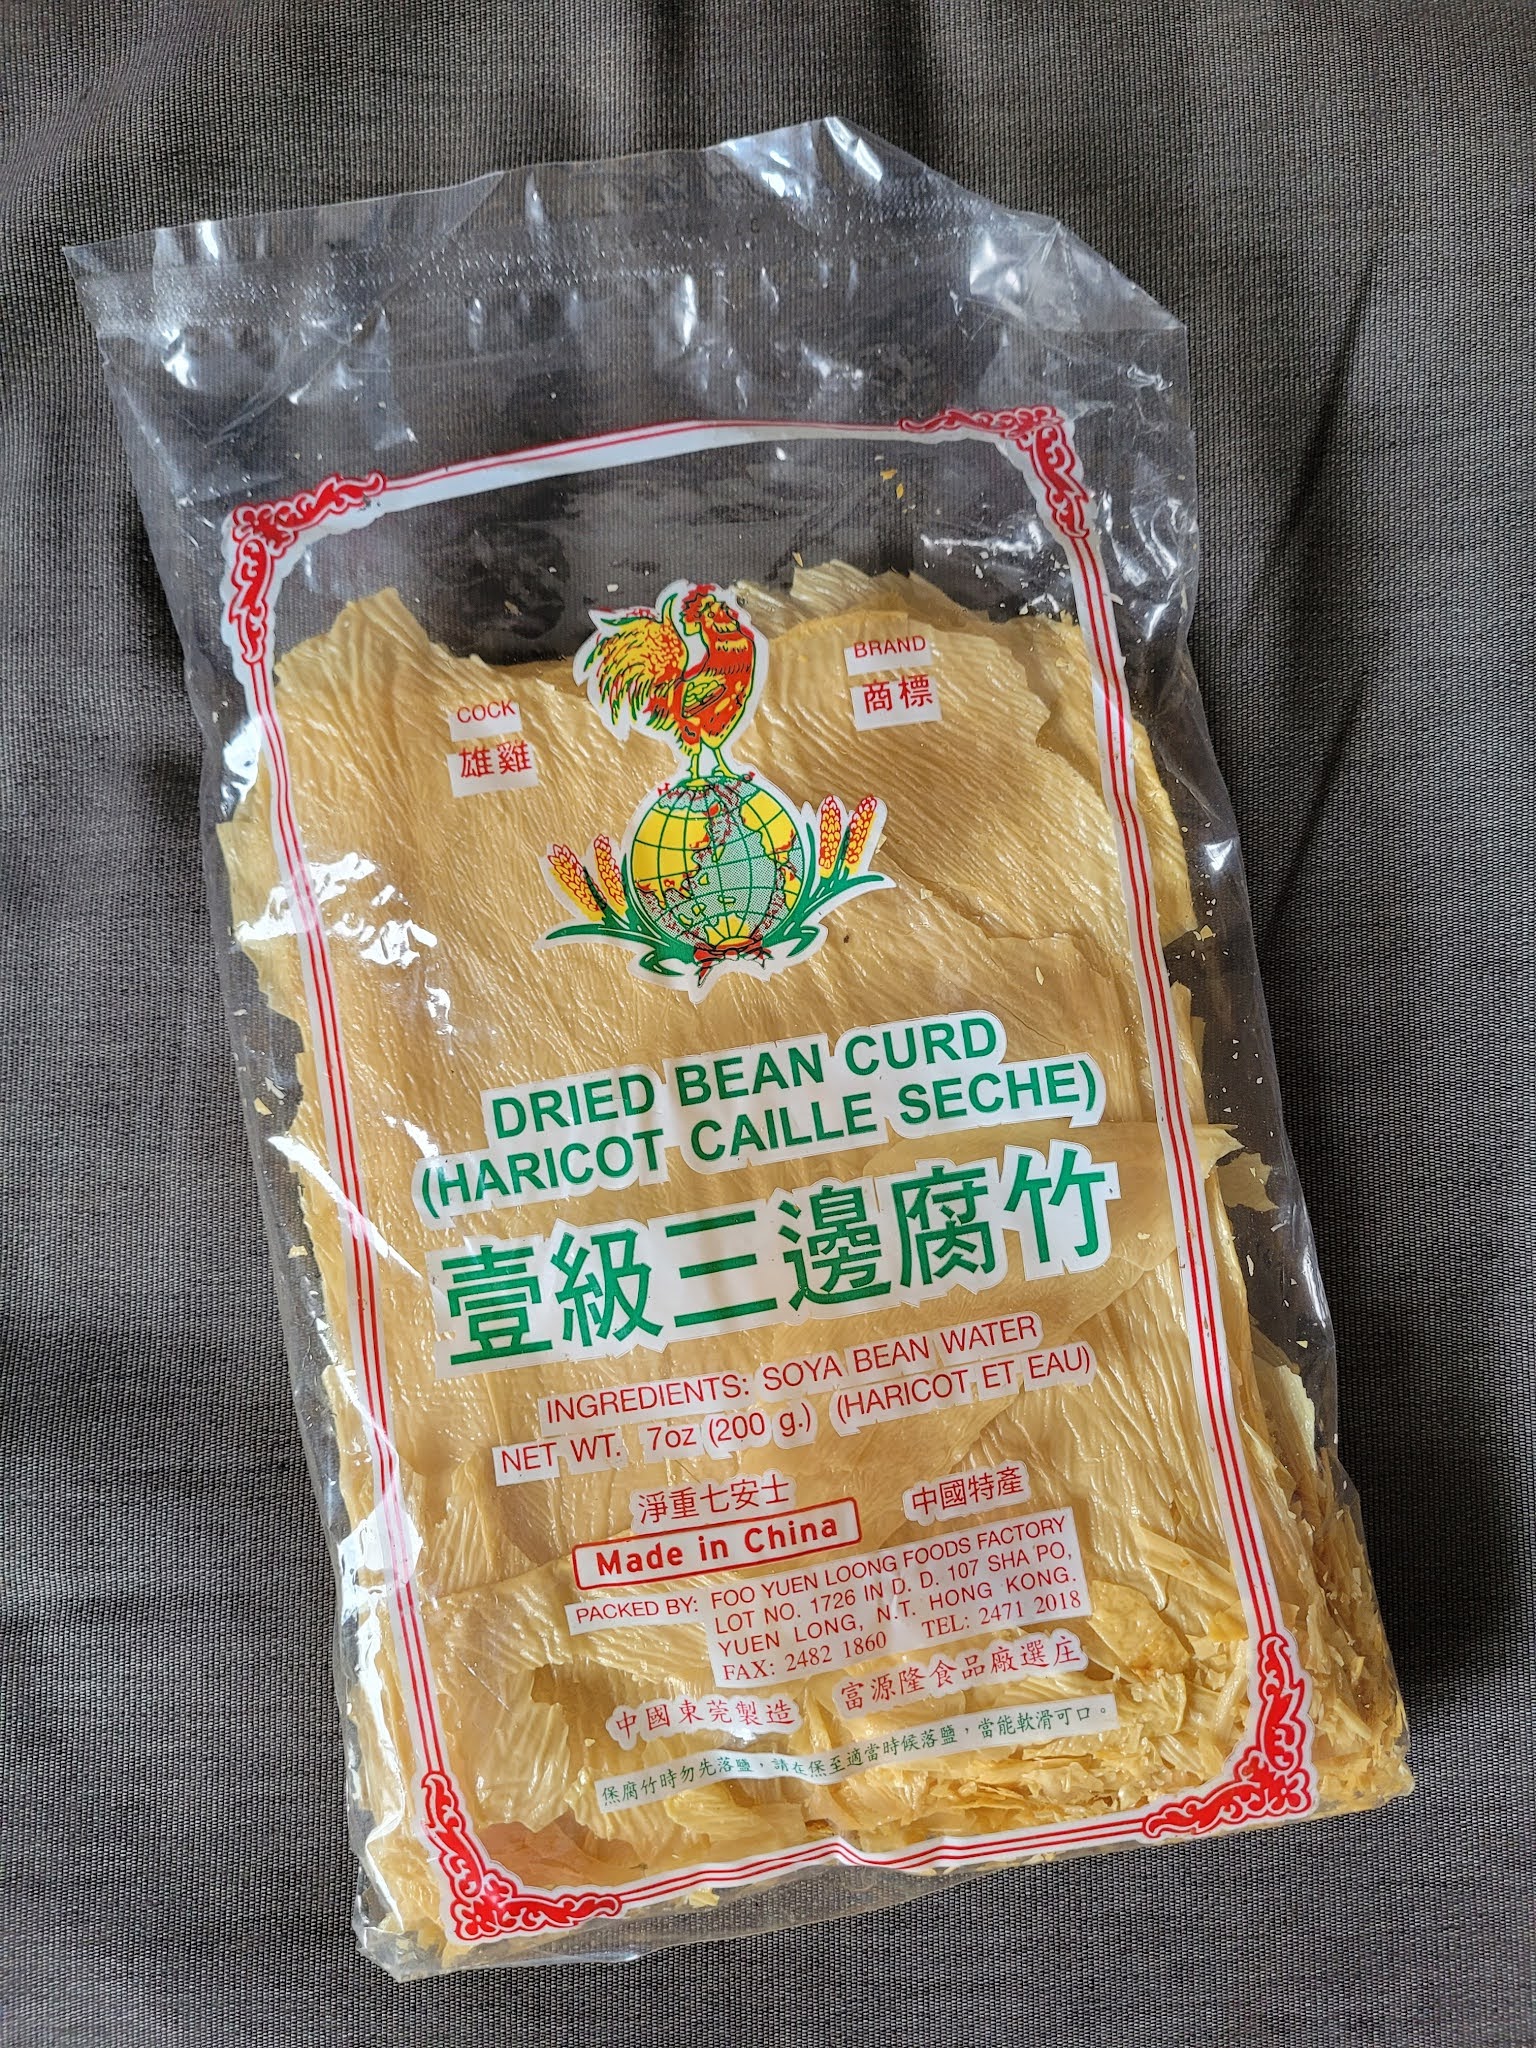 COCK
雄雞
BRAND
商標
DRIED BEAN CURD
(HARICOT CAILLE SECHE)
壹級三邊腐竹
INGREDIENTS: SOYA BEAN WATER
NET WT. 7oz (200 g.) (HARICOT ET EAU)
淨重七安士 中國特產
Made in China
PACKED BY: FOO YUEN LOONG FOODS FACTORY
LOT NO. 1726 IN D. D. 107 SHA PO,
YUEN LONG, N.T. HONG KONG.
FAX: 2482 1860 TEL: 2471 2018
中國東莞製造 富源隆食品廠選庄
煲腐竹時勿先落鹽，請在煲至適當時候落鹽，當能軟滑可口。